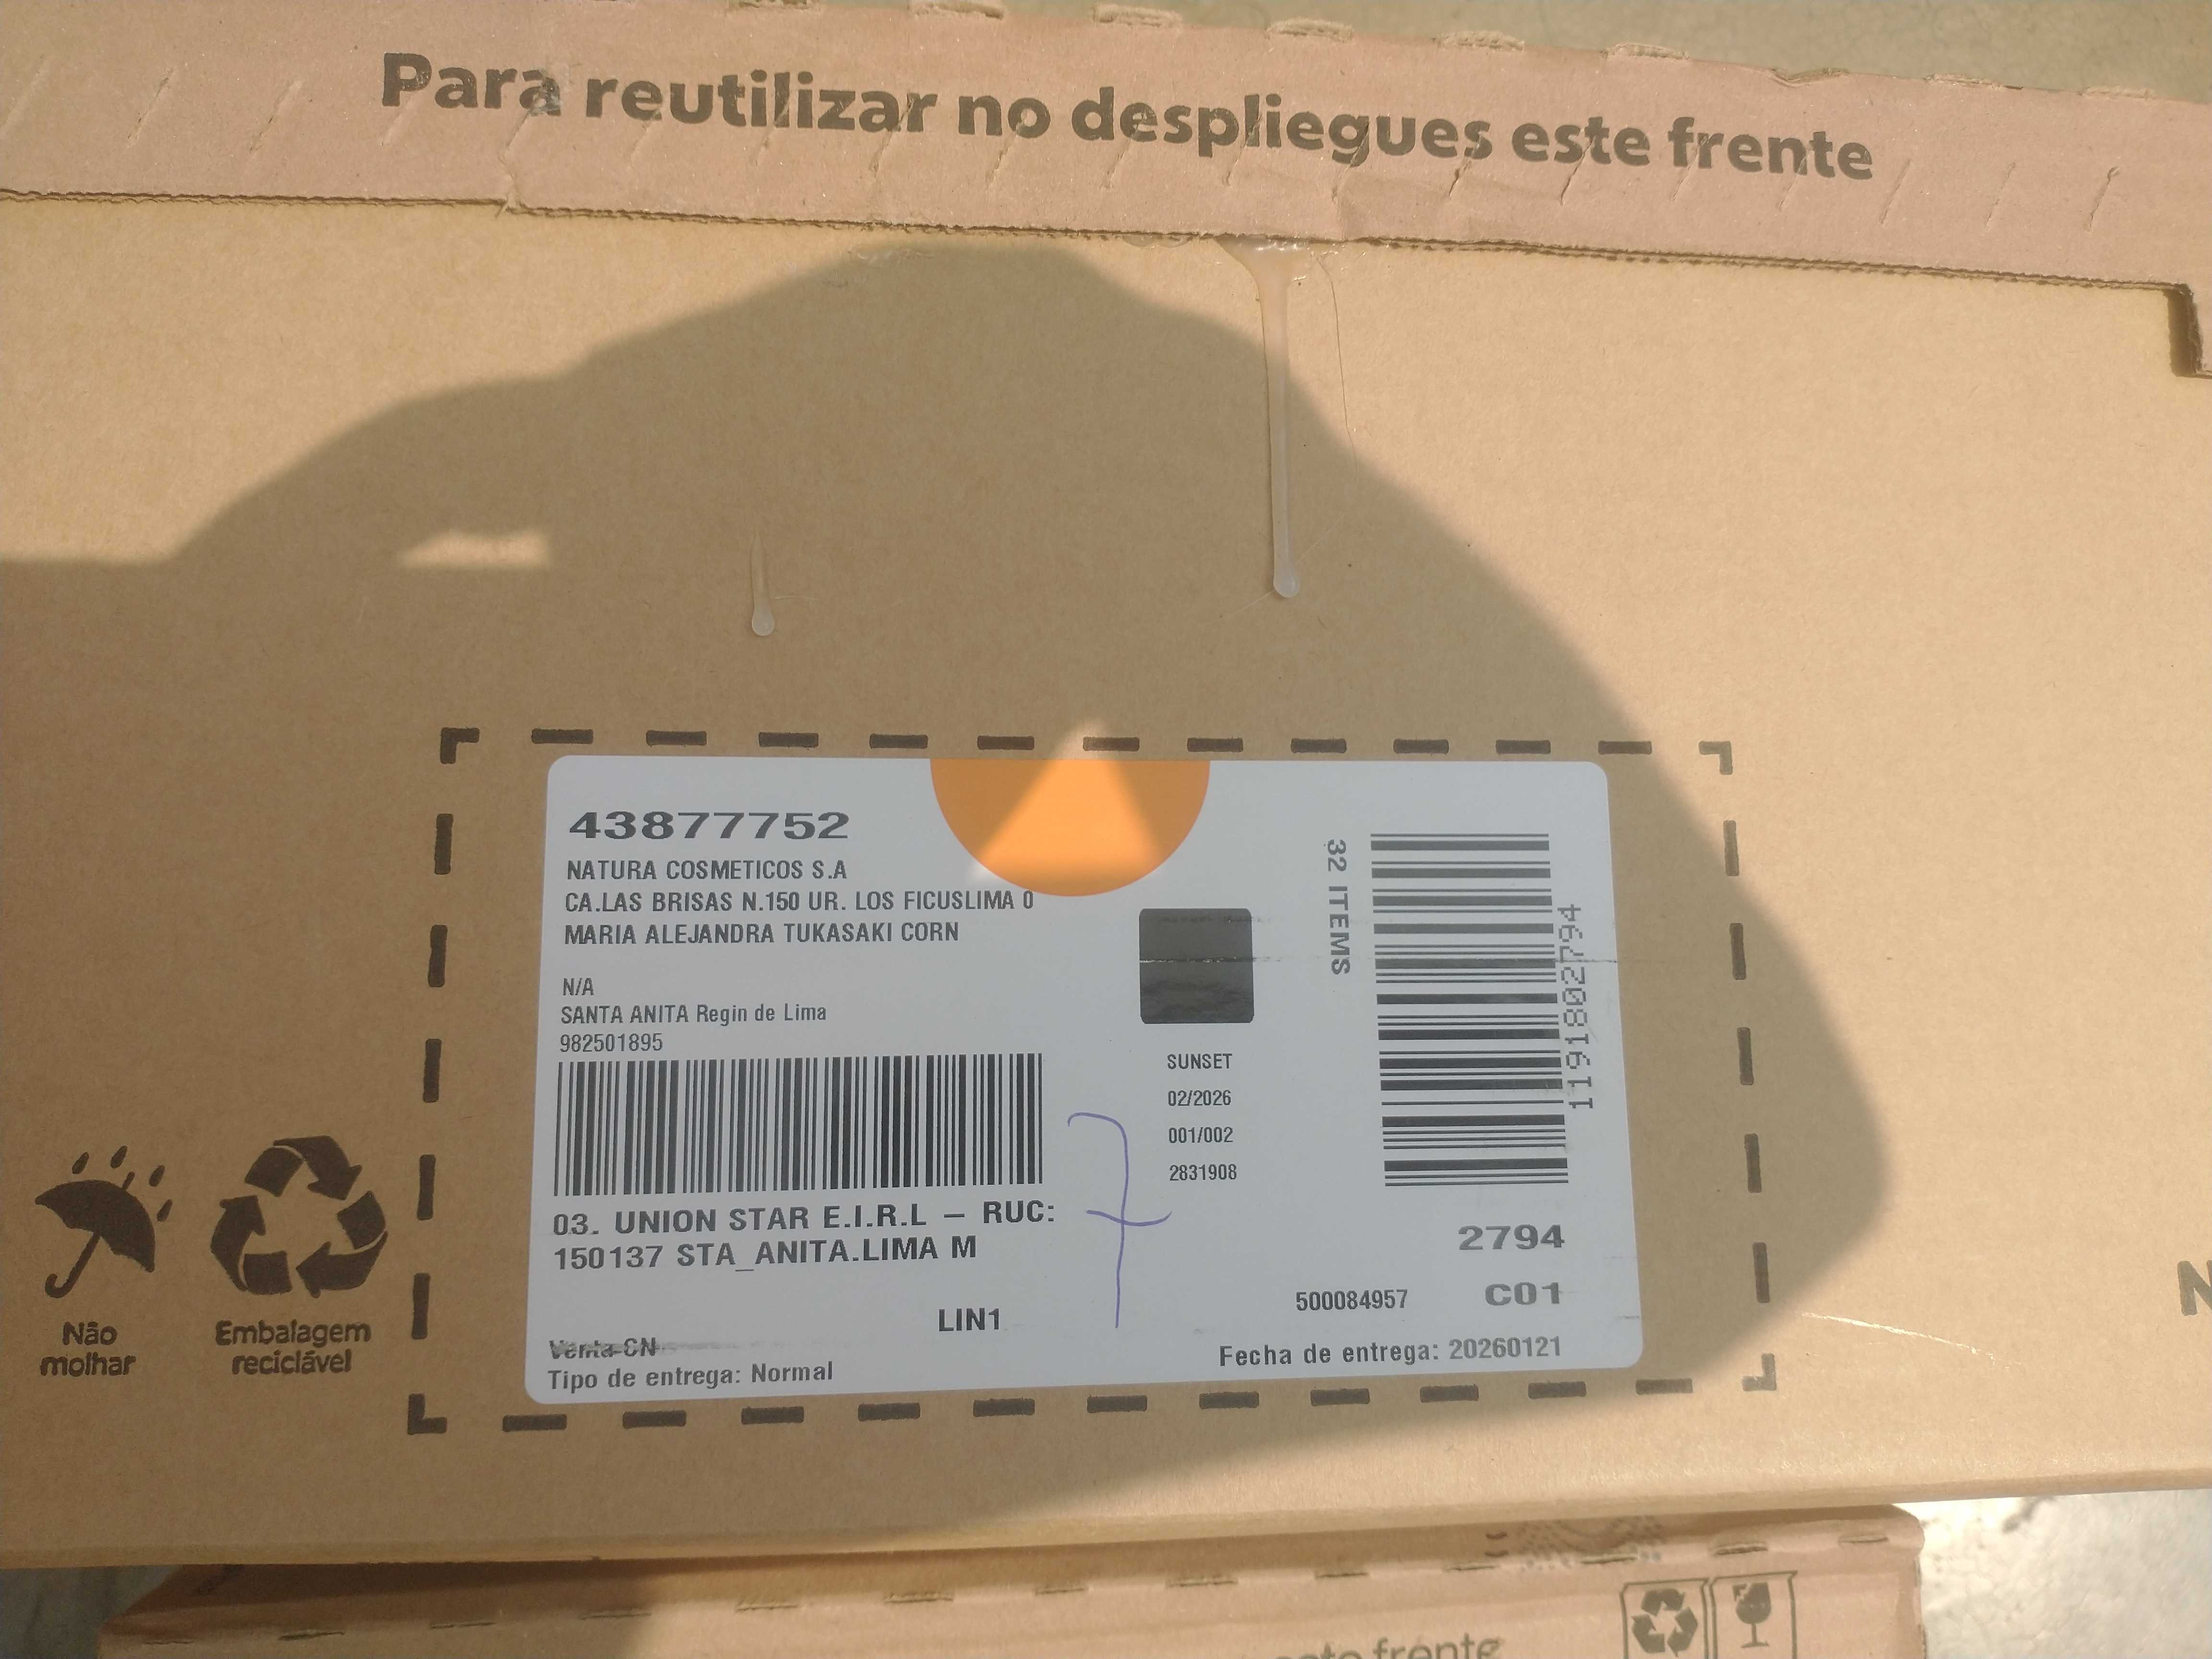 Para reutilizar no despliegues este frente
43877752
NATURA COSMETICOS S.A
CA.LAS BRISAS N.150 UR. LOS FICUSLIMA 0
MARIA ALEJANDRA TUKASAKI CORN
N/A
SANTA ANITA Regin de Lima
982501895
03. UNION STAR E.I.R.L – RUC:
150137 STA_ANITA.LIMA M
LIN1
Venta-CN
Tipo de entrega: Normal
7
SUNSET
02/2026
001/002
2831908
32 ITEMS
11918802794
2794
500084957 C01
Fecha de entrega: 20260121
Não
molhar
Embalagem
reciclável
N
este frente